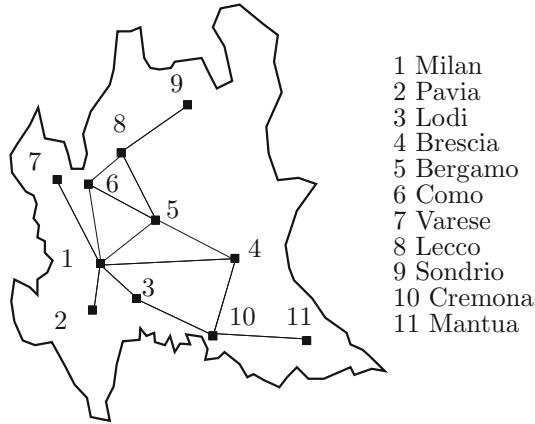 9
8
7
6
5
1
4
3
2
10
11
1 Milan
2 Pavia
3 Lodi
4 Brescia
5 Bergamo
6 Como
7 Varese
8 Lecco
9 Sondrio
10 Cremona
11 Mantua